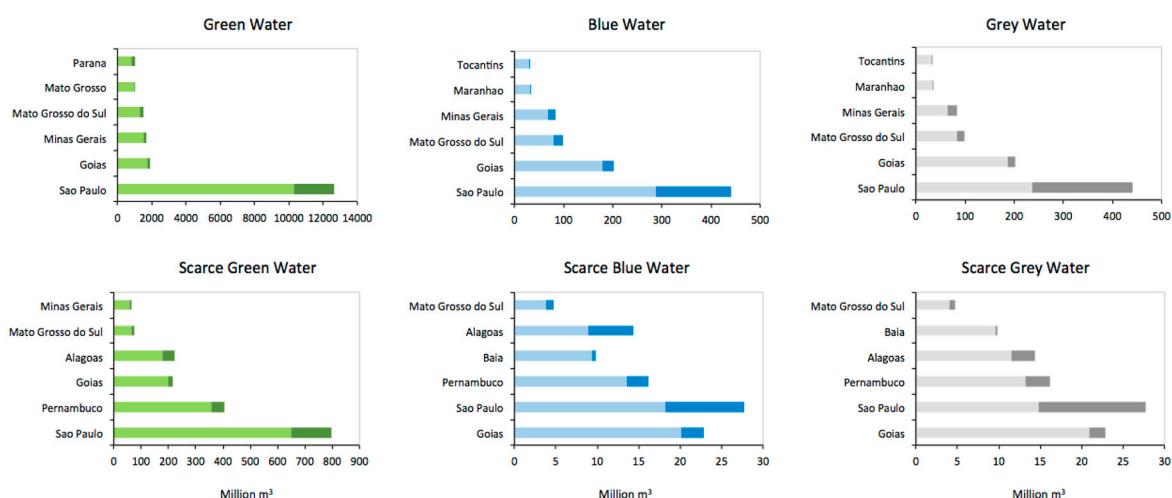 Green Water
Parana
Mato Grosso
Mato Grosso do Sul
Minas Gerais
Goias
Sao Paulo
0 2000 4000 6000 8000 10000 12000 14000
Blue Water
Tocantins
Maranhao
Minas Gerais
Mato Grosso do Sul
Goias
Sao Paulo
0 100 200 300 400 500
Grey Water
Tocantins
Maranhao
Minas Gerais
Mato Grosso do Sul
Goias
Sao Paulo
0 100 200 300 400 500
Scarce Green Water
Minas Gerais
Mato Grosso do Sul
Alagoas
Goias
Pernambuco
Sao Paulo
0 100 200 300 400 500 600 700 800 900
Million m³
Scarce Blue Water
Mato Grosso do Sul
Alagoas
Baia
Pernambuco
Sao Paulo
Goias
0 5 10 15 20 25 30
Million m³
Scarce Grey Water
Mato Grosso do Sul
Baia
Alagoas
Pernambuco
Sao Paulo
Goias
0 5 10 15 20 25 30
Million m³